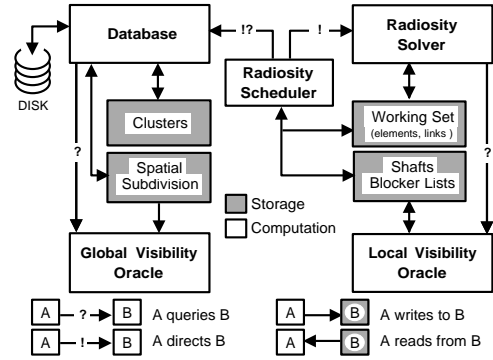 Database
!?
!
Radiosity
Solver
DISK
Radiosity
Scheduler
Clusters
Working Set
(elements, links )
?
?
Spatial
Subdivision
Shafts
Blocker Lists
Storage
Computation
Global Visibility
Oracle
Local Visibility
Oracle
A ? B A queries B
A B A writes to B
A ! B A directs B
A B A reads from B